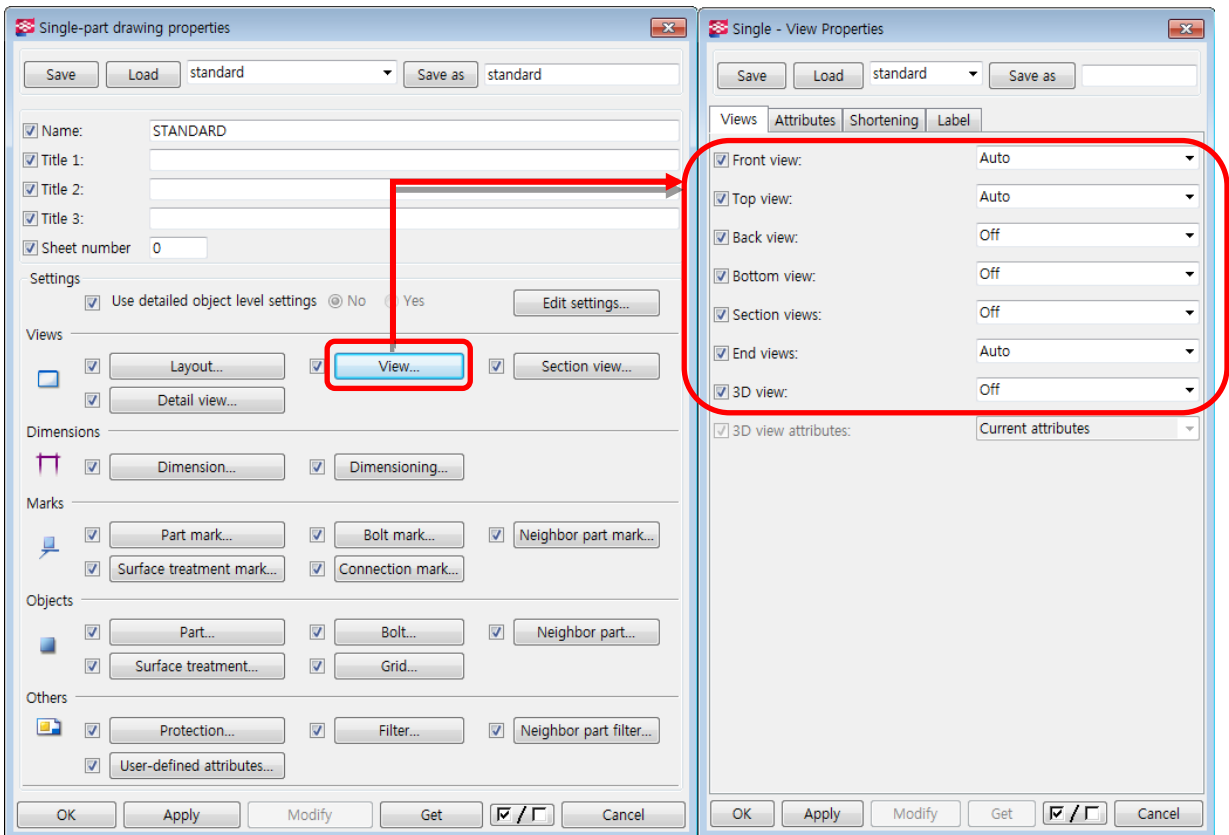 Single-part drawing properties
Save Load standard Save as standard
Name: STANDARD
Title 1:
Title 2:
Title 3:
Sheet number 0
Settings
Use detailed object level settings No Yes Edit settings...
Views
Layout... View... Section view...
Detail view...
Dimensions
Dimension... Dimensioning...
Marks
Part mark... Bolt mark... Neighbor part mark...
Surface treatment mark... Connection mark...
Objects
Part... Bolt... Neighbor part...
Surface treatment... Grid...
Others
Protection... Filter... Neighbor part filter...
User-defined attributes...
OK Apply Modify Get / Cancel
Single - View Properties
Save Load standard Save as
Views Attributes Shortening Label
Front view: Auto
Top view: Auto
Back view: Off
Bottom view: Off
Section views: Off
End views: Auto
3D view: Off
3D view attributes: Current attributes
OK Apply Modify Get / Cancel